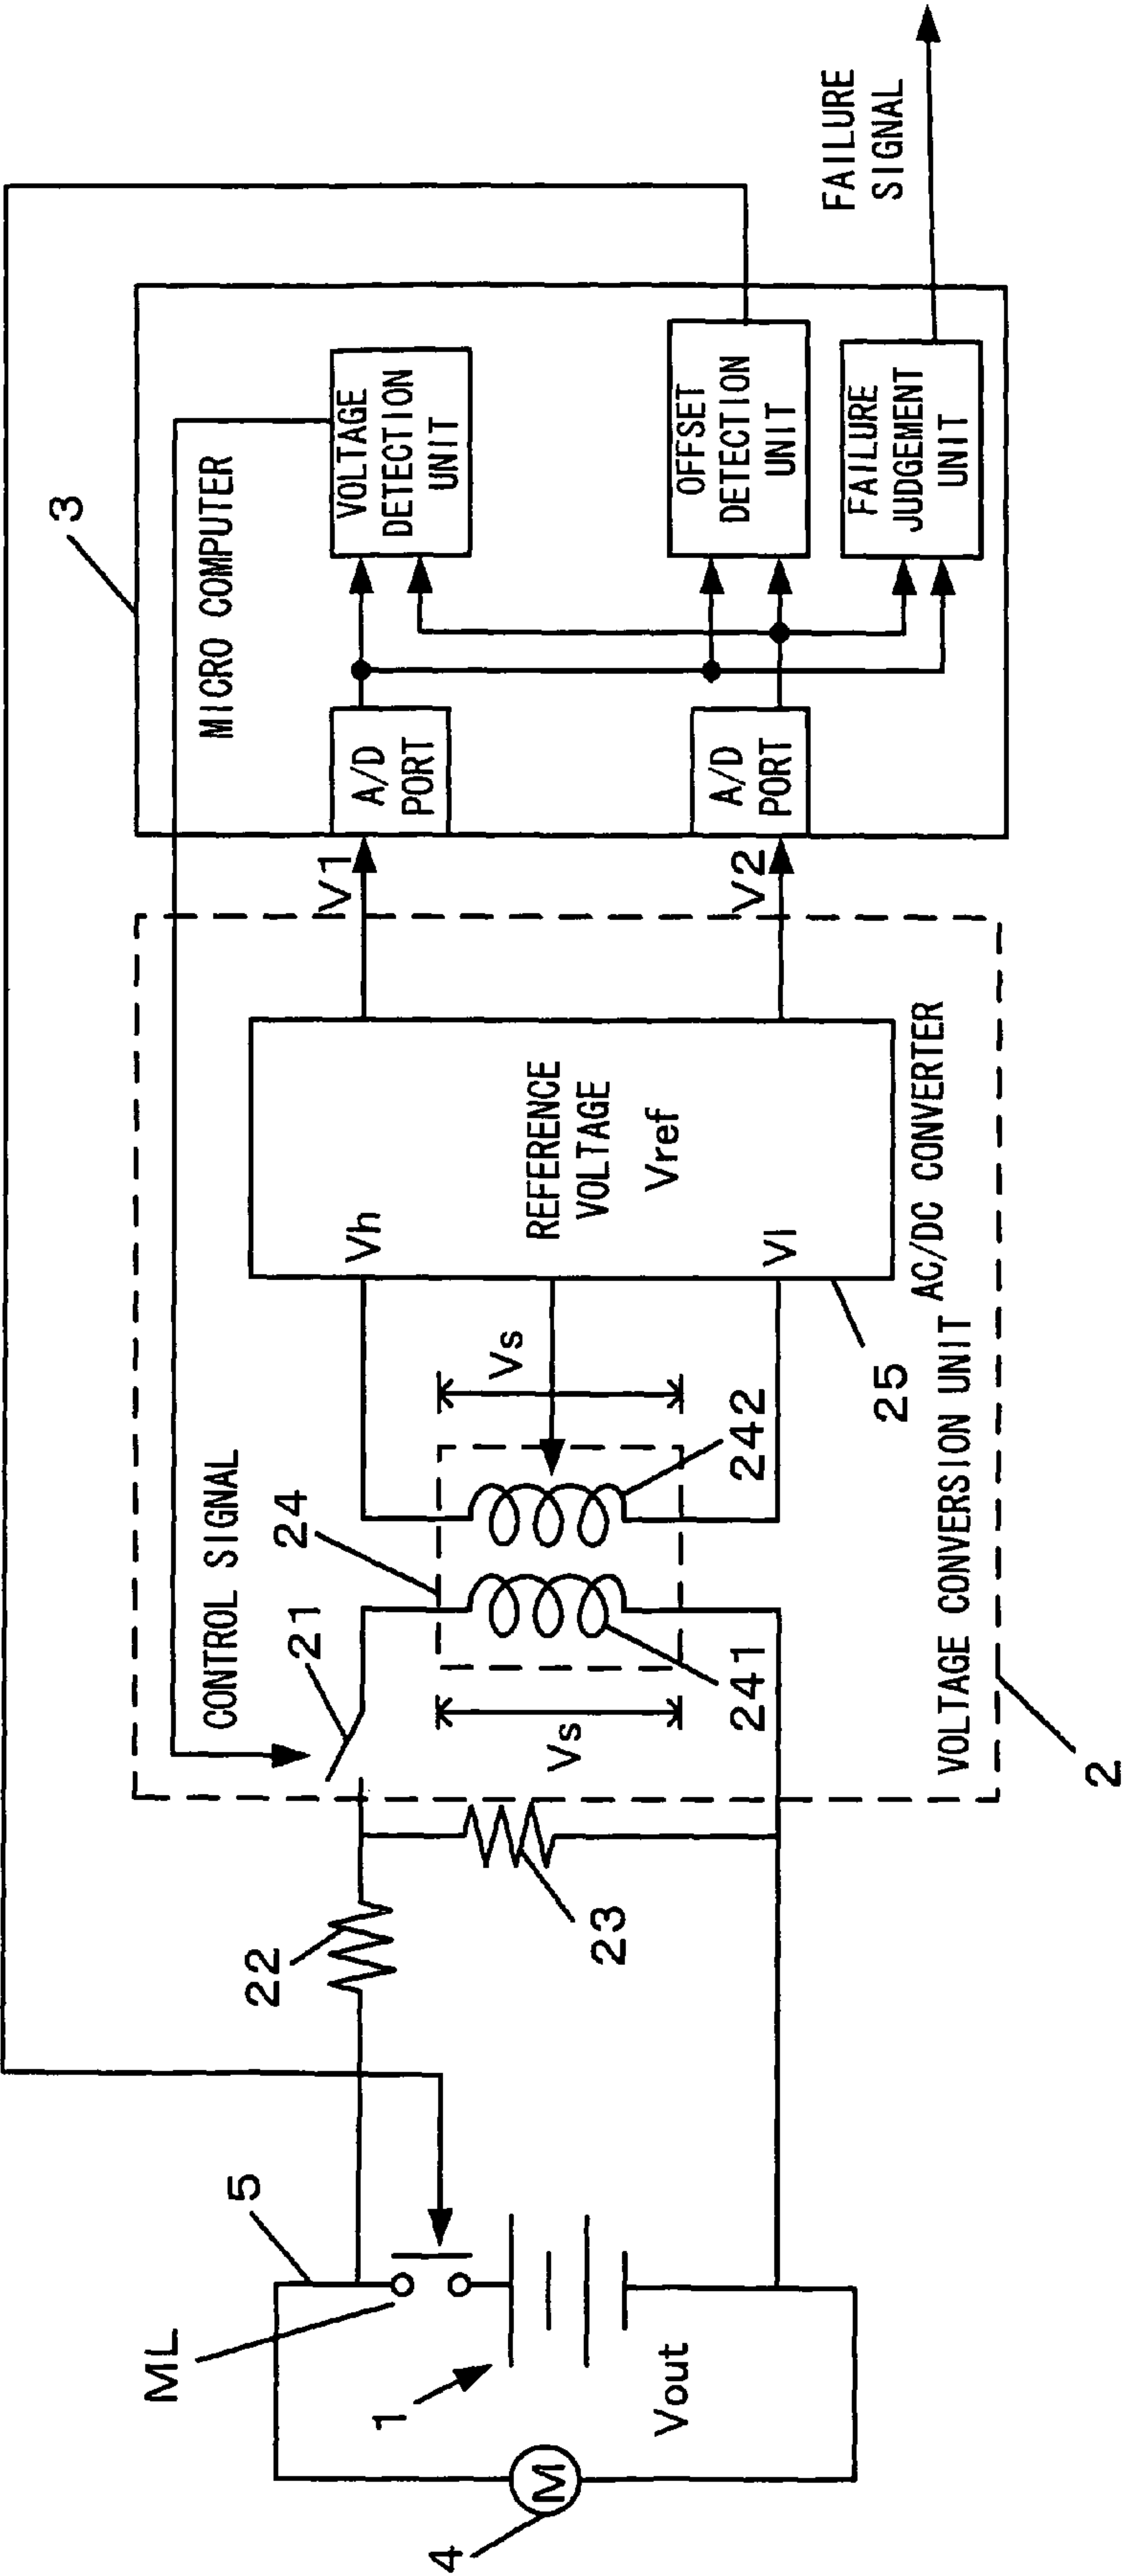 3
MICRO COMPUTER
VOLTAGE
DETECTION
UNIT
OFFSET
DETECTION
UNIT
FAILURE
JUDGEMENT
UNIT
FAILURE
SIGNAL
A/D
PORT
A/D
PORT
V1
V2
CONTROL SIGNAL
21
24
Vs
Vs
241
242
Vh
REFERENCE
VOLTAGE
Vref
Vl
25
AC/DC CONVERTER
VOLTAGE CONVERSION UNIT
2
22
23
5
ML
1
Vout
M
4